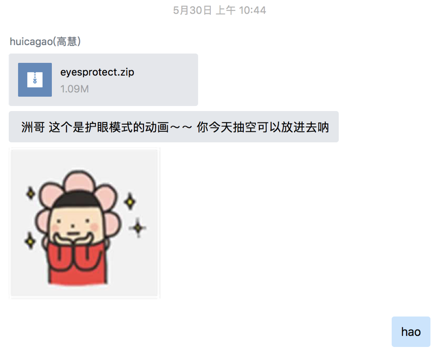 5月30日 上午 10:44
huicagao(高慧)
eyesprotect.zip
1.09M
洲哥 这个是护眼模式的动画～～ 你今天抽空可以放进去呐
hao